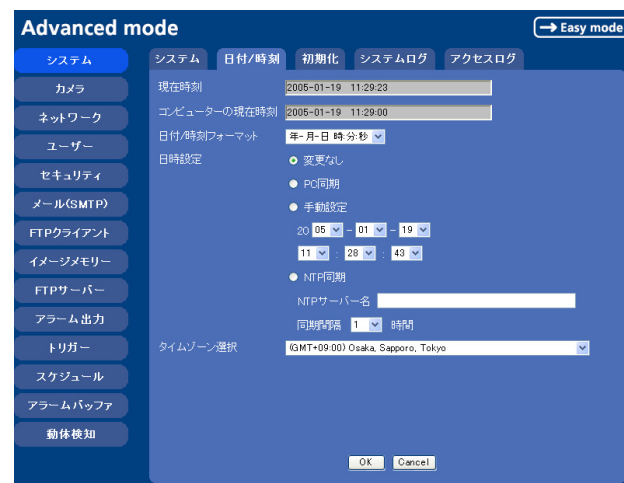 Advanced mode
→ Easy mode
システム
カメラ
ネットワーク
ユーザー
セキュリティ
メール(SMTP)
FTPクライアント
イメージメモリー
FTPサーバー
アラーム出力
トリガー
スケジュール
アラームバッファ
動体検知
システム 日付/時刻 初期化 システムログ アクセスログ
現在時刻 2005-01-19 11:29:23
コンピューターの現在時刻 2005-01-19 11:29:00
日付/時刻フォーマット 年-月-日 時:分:秒
日時設定 変更なし
PC同期
手動設定
20 05 - 01 - 19
11 : 28 : 43
NTP同期
NTPサーバー名
同期間隔 1 時間
タイムゾーン選択 (GMT+09:00) Osaka, Sapporo, Tokyo
OK Cancel